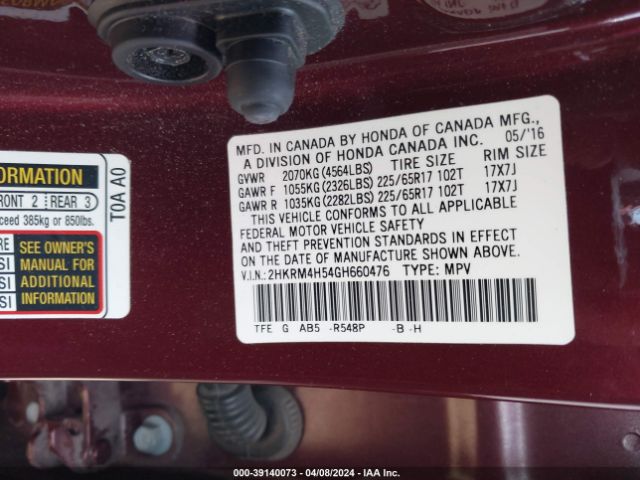 MFD. IN CANADA BY HONDA OF CANADA MFG.,
A DIVISION OF HONDA CANADA INC. 05/'16
GVWR 2070KG(4564LBS) TIRE SIZE RIM SIZE
GAWR F 1055KG(2326LBS)225/65R17 102T 17X7J
GAWR R 1035KG(2282LBS)225/65R17 102T 17X7J
THIS VEHICLE CONFORMS TO ALL APPLICABLE
FEDERAL MOTOR VEHICLE SAFETY
AND THEFT PREVENTION STANDARDS IN EFFECT
ON THE DATE OF MANUFACTURE SHOWN ABOVE.
V.I.N.: 2HKRM4H54GH660476 TYPE: MPV
TFE G AB5 -R548P -B-H
FORMATION
FRONT 2 REAR 3
exceed 385kg or 850lbs.
SEE OWNER'S
MANUAL FOR
ADDITIONAL
INFORMATION
TOA A0
000-39140073 - 04/08/2024 - IAA Inc.